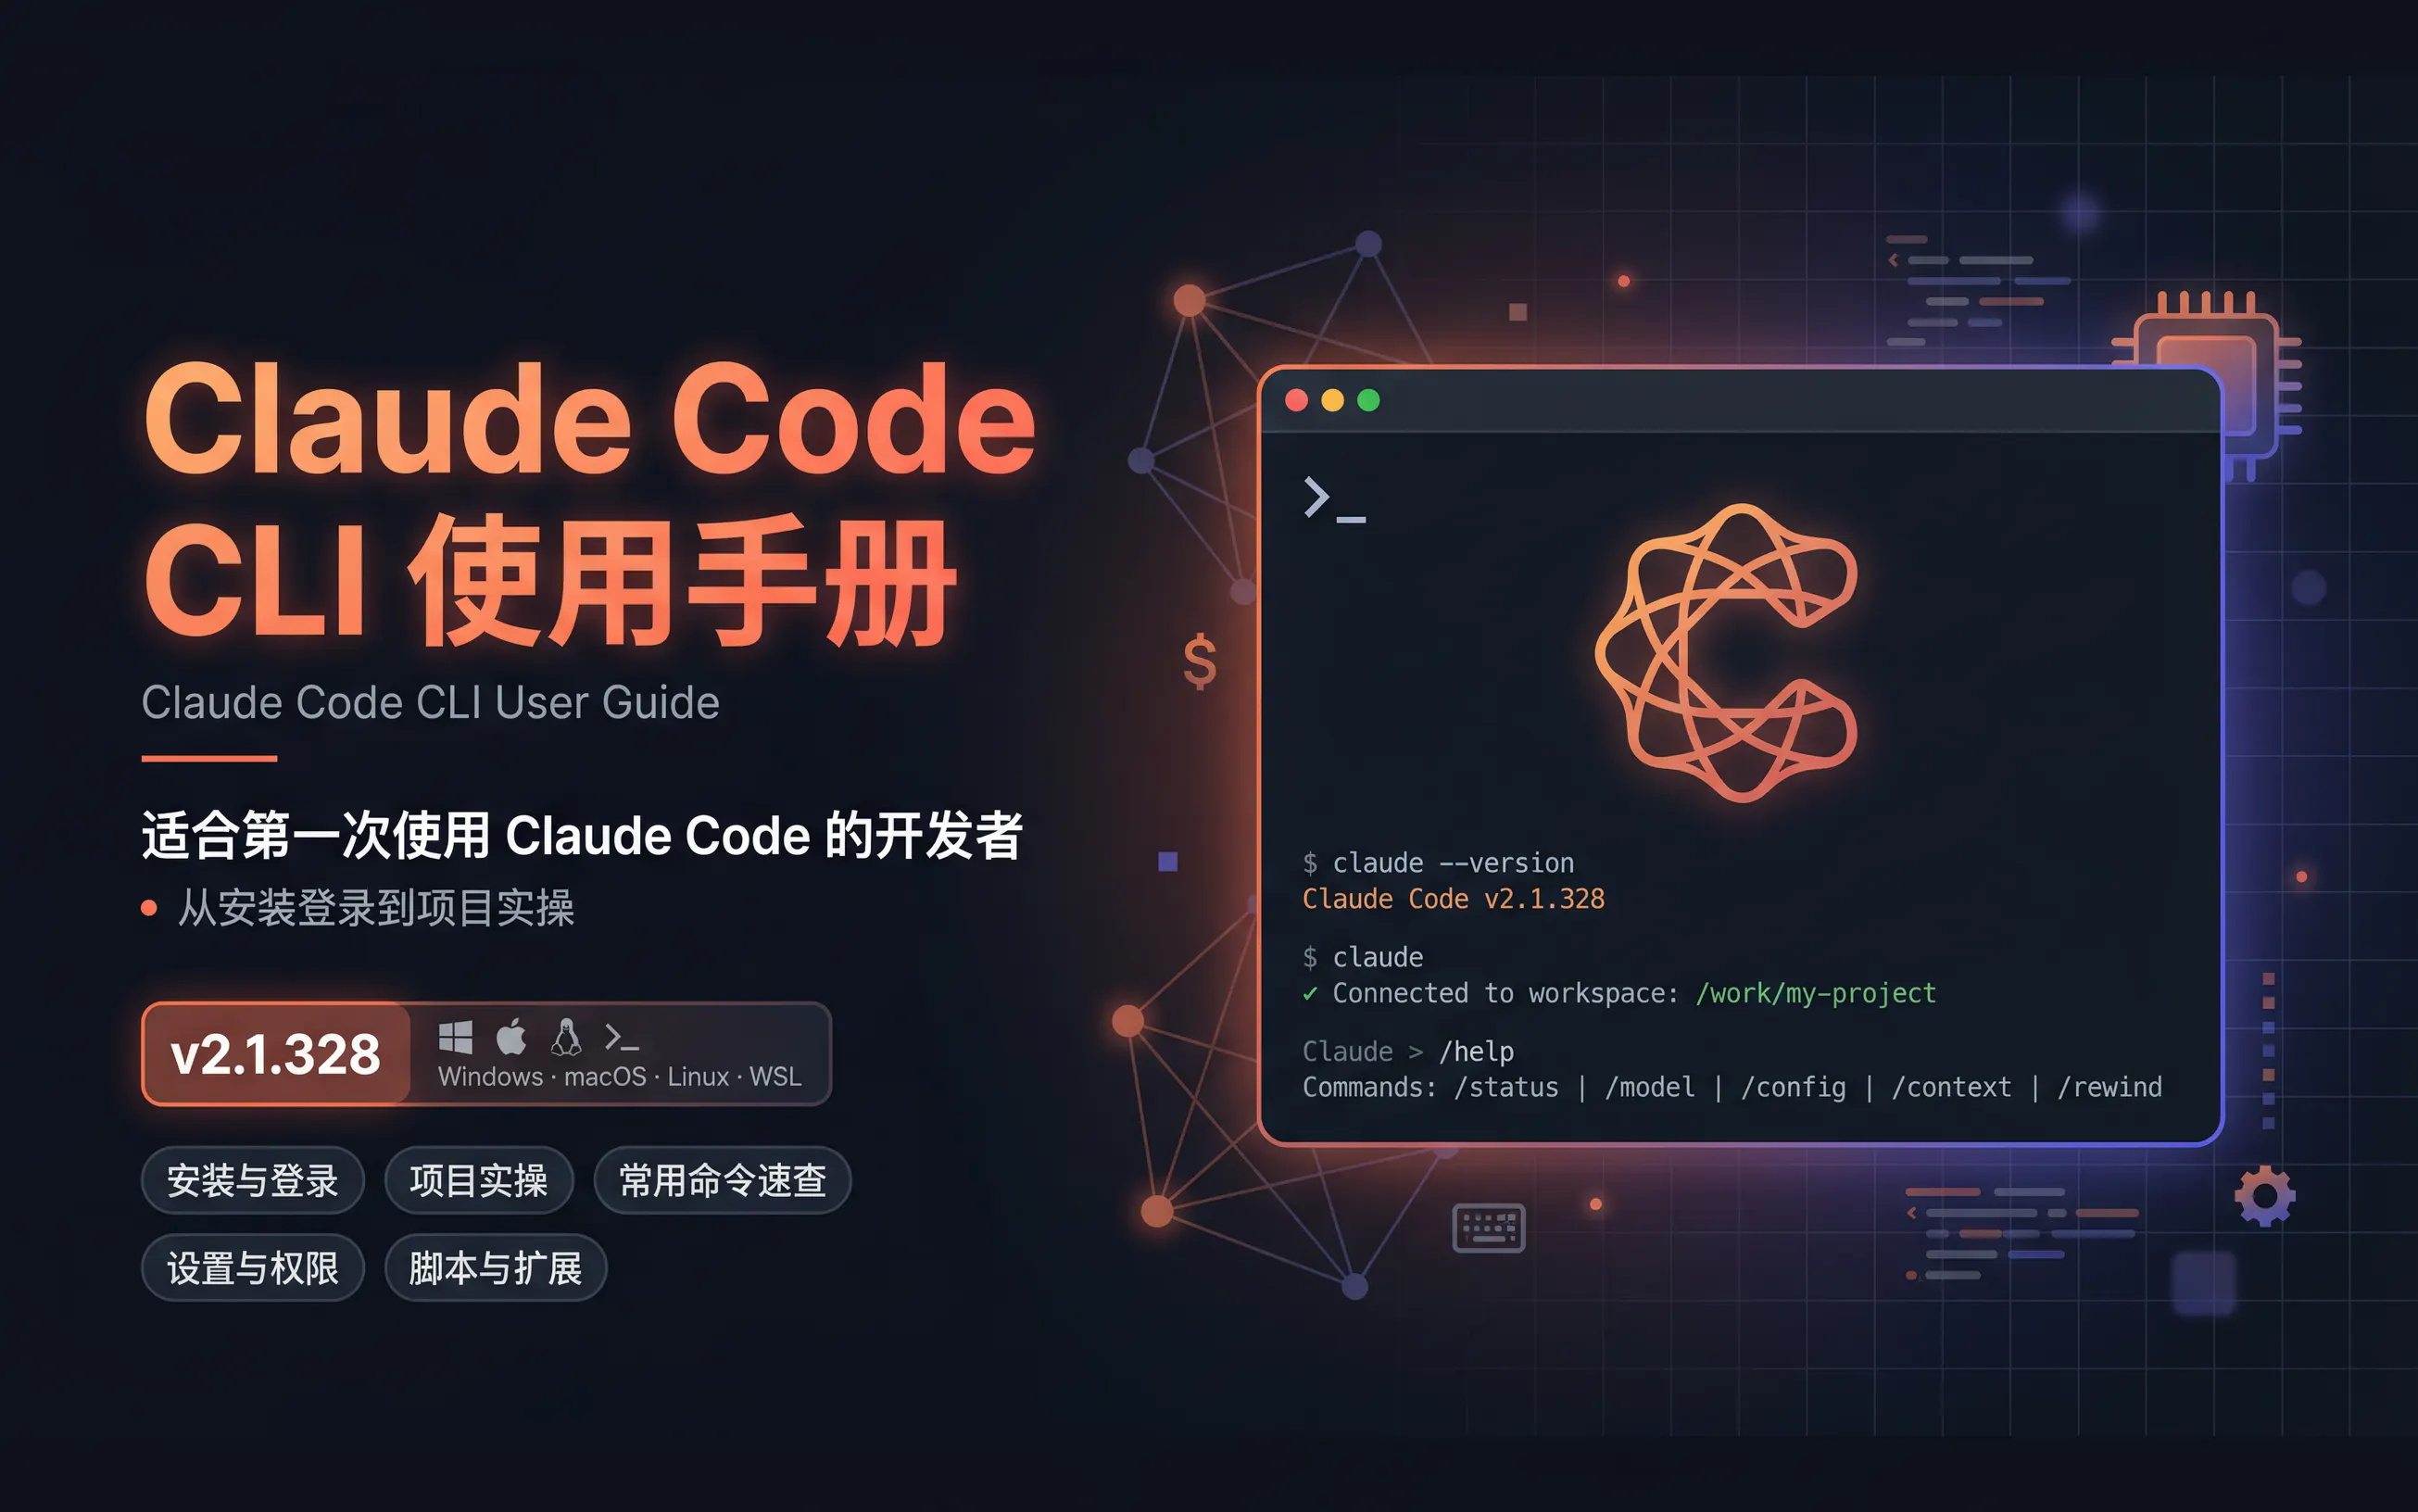 Claude Code
CLI 使用手册
Claude Code CLI User Guide
适合第一次使用 Claude Code 的开发者
从安装登录到项目实操
v2.1.328
Windows · macOS · Linux · WSL
安装与登录
项目实操
常用命令速查
设置与权限
脚本与扩展
$
>_
$ claude --version
Claude Code v2.1.328
$ claude
✓ Connected to workspace: /work/my-project
Claude > /help
Commands: /status | /model | /config | /context | /rewind